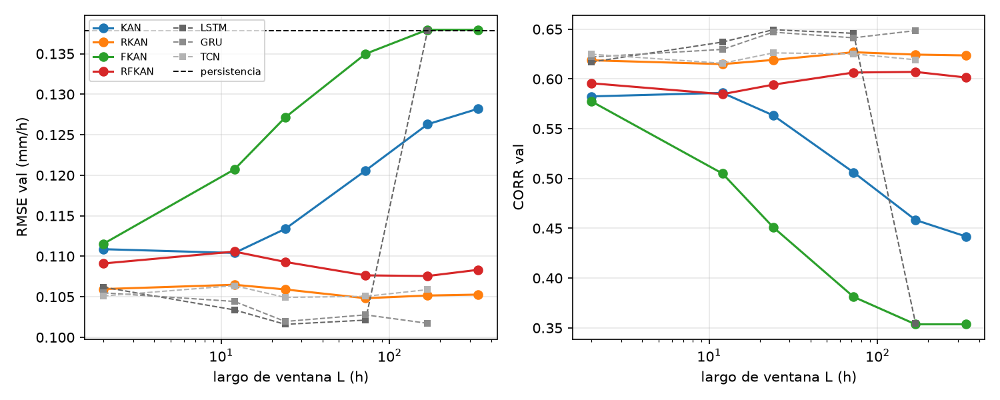 KAN
RKAN
FKAN
RFKAN
LSTM
GRU
TCN
persistencia
RMSE val (mm/h)
0.135
0.130
0.125
0.120
0.115
0.110
0.105
0.100
10¹
10²
largo de ventana L (h)
CORR val
0.65
0.60
0.55
0.50
0.45
0.40
0.35
10¹
10²
largo de ventana L (h)